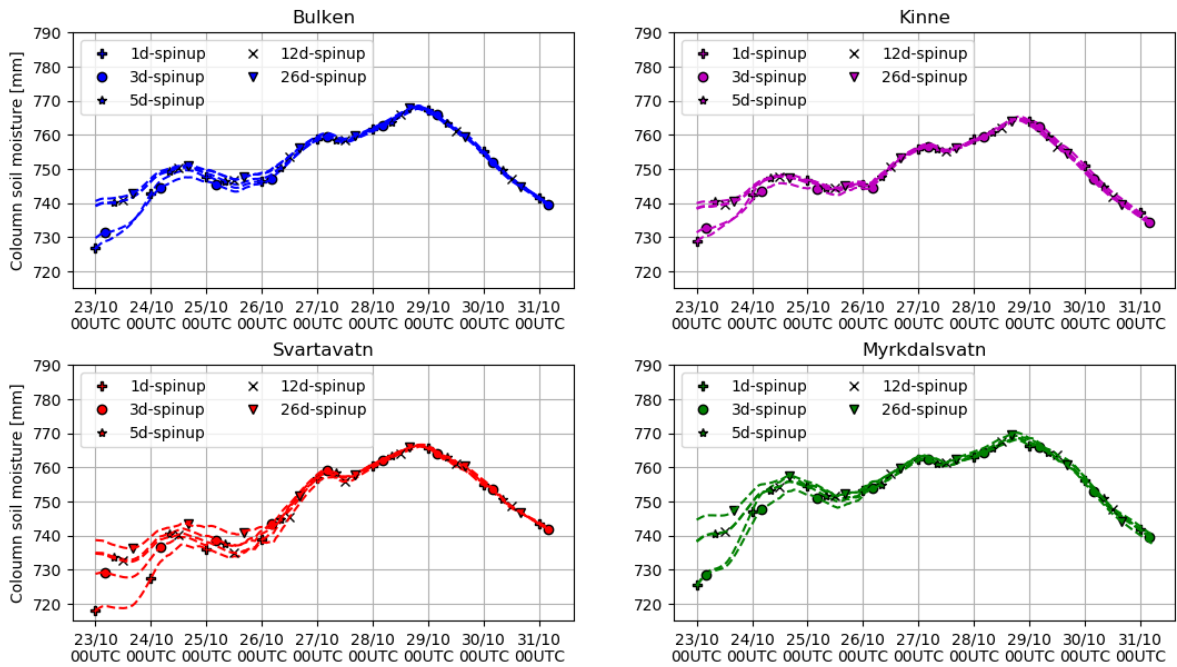 Bulken
Coloumn soil moisture [mm]
790
780
770
760
750
740
730
720
1d-spinup
3d-spinup
5d-spinup
12d-spinup
26d-spinup
23/10 24/10 25/10 26/10 27/10 28/10 29/10 30/10 31/10
00UTC 00UTC 00UTC 00UTC 00UTC 00UTC 00UTC 00UTC 00UTC
Kinne
790
780
770
760
750
740
730
720
1d-spinup
3d-spinup
5d-spinup
12d-spinup
26d-spinup
23/10 24/10 25/10 26/10 27/10 28/10 29/10 30/10 31/10
00UTC 00UTC 00UTC 00UTC 00UTC 00UTC 00UTC 00UTC 00UTC
Svartavatn
Coloumn soil moisture [mm]
790
780
770
760
750
740
730
720
1d-spinup
3d-spinup
5d-spinup
12d-spinup
26d-spinup
23/10 24/10 25/10 26/10 27/10 28/10 29/10 30/10 31/10
00UTC 00UTC 00UTC 00UTC 00UTC 00UTC 00UTC 00UTC 00UTC
Myrkdalsvatn
790
780
770
760
750
740
730
720
1d-spinup
3d-spinup
5d-spinup
12d-spinup
26d-spinup
23/10 24/10 25/10 26/10 27/10 28/10 29/10 30/10 31/10
00UTC 00UTC 00UTC 00UTC 00UTC 00UTC 00UTC 00UTC 00UTC